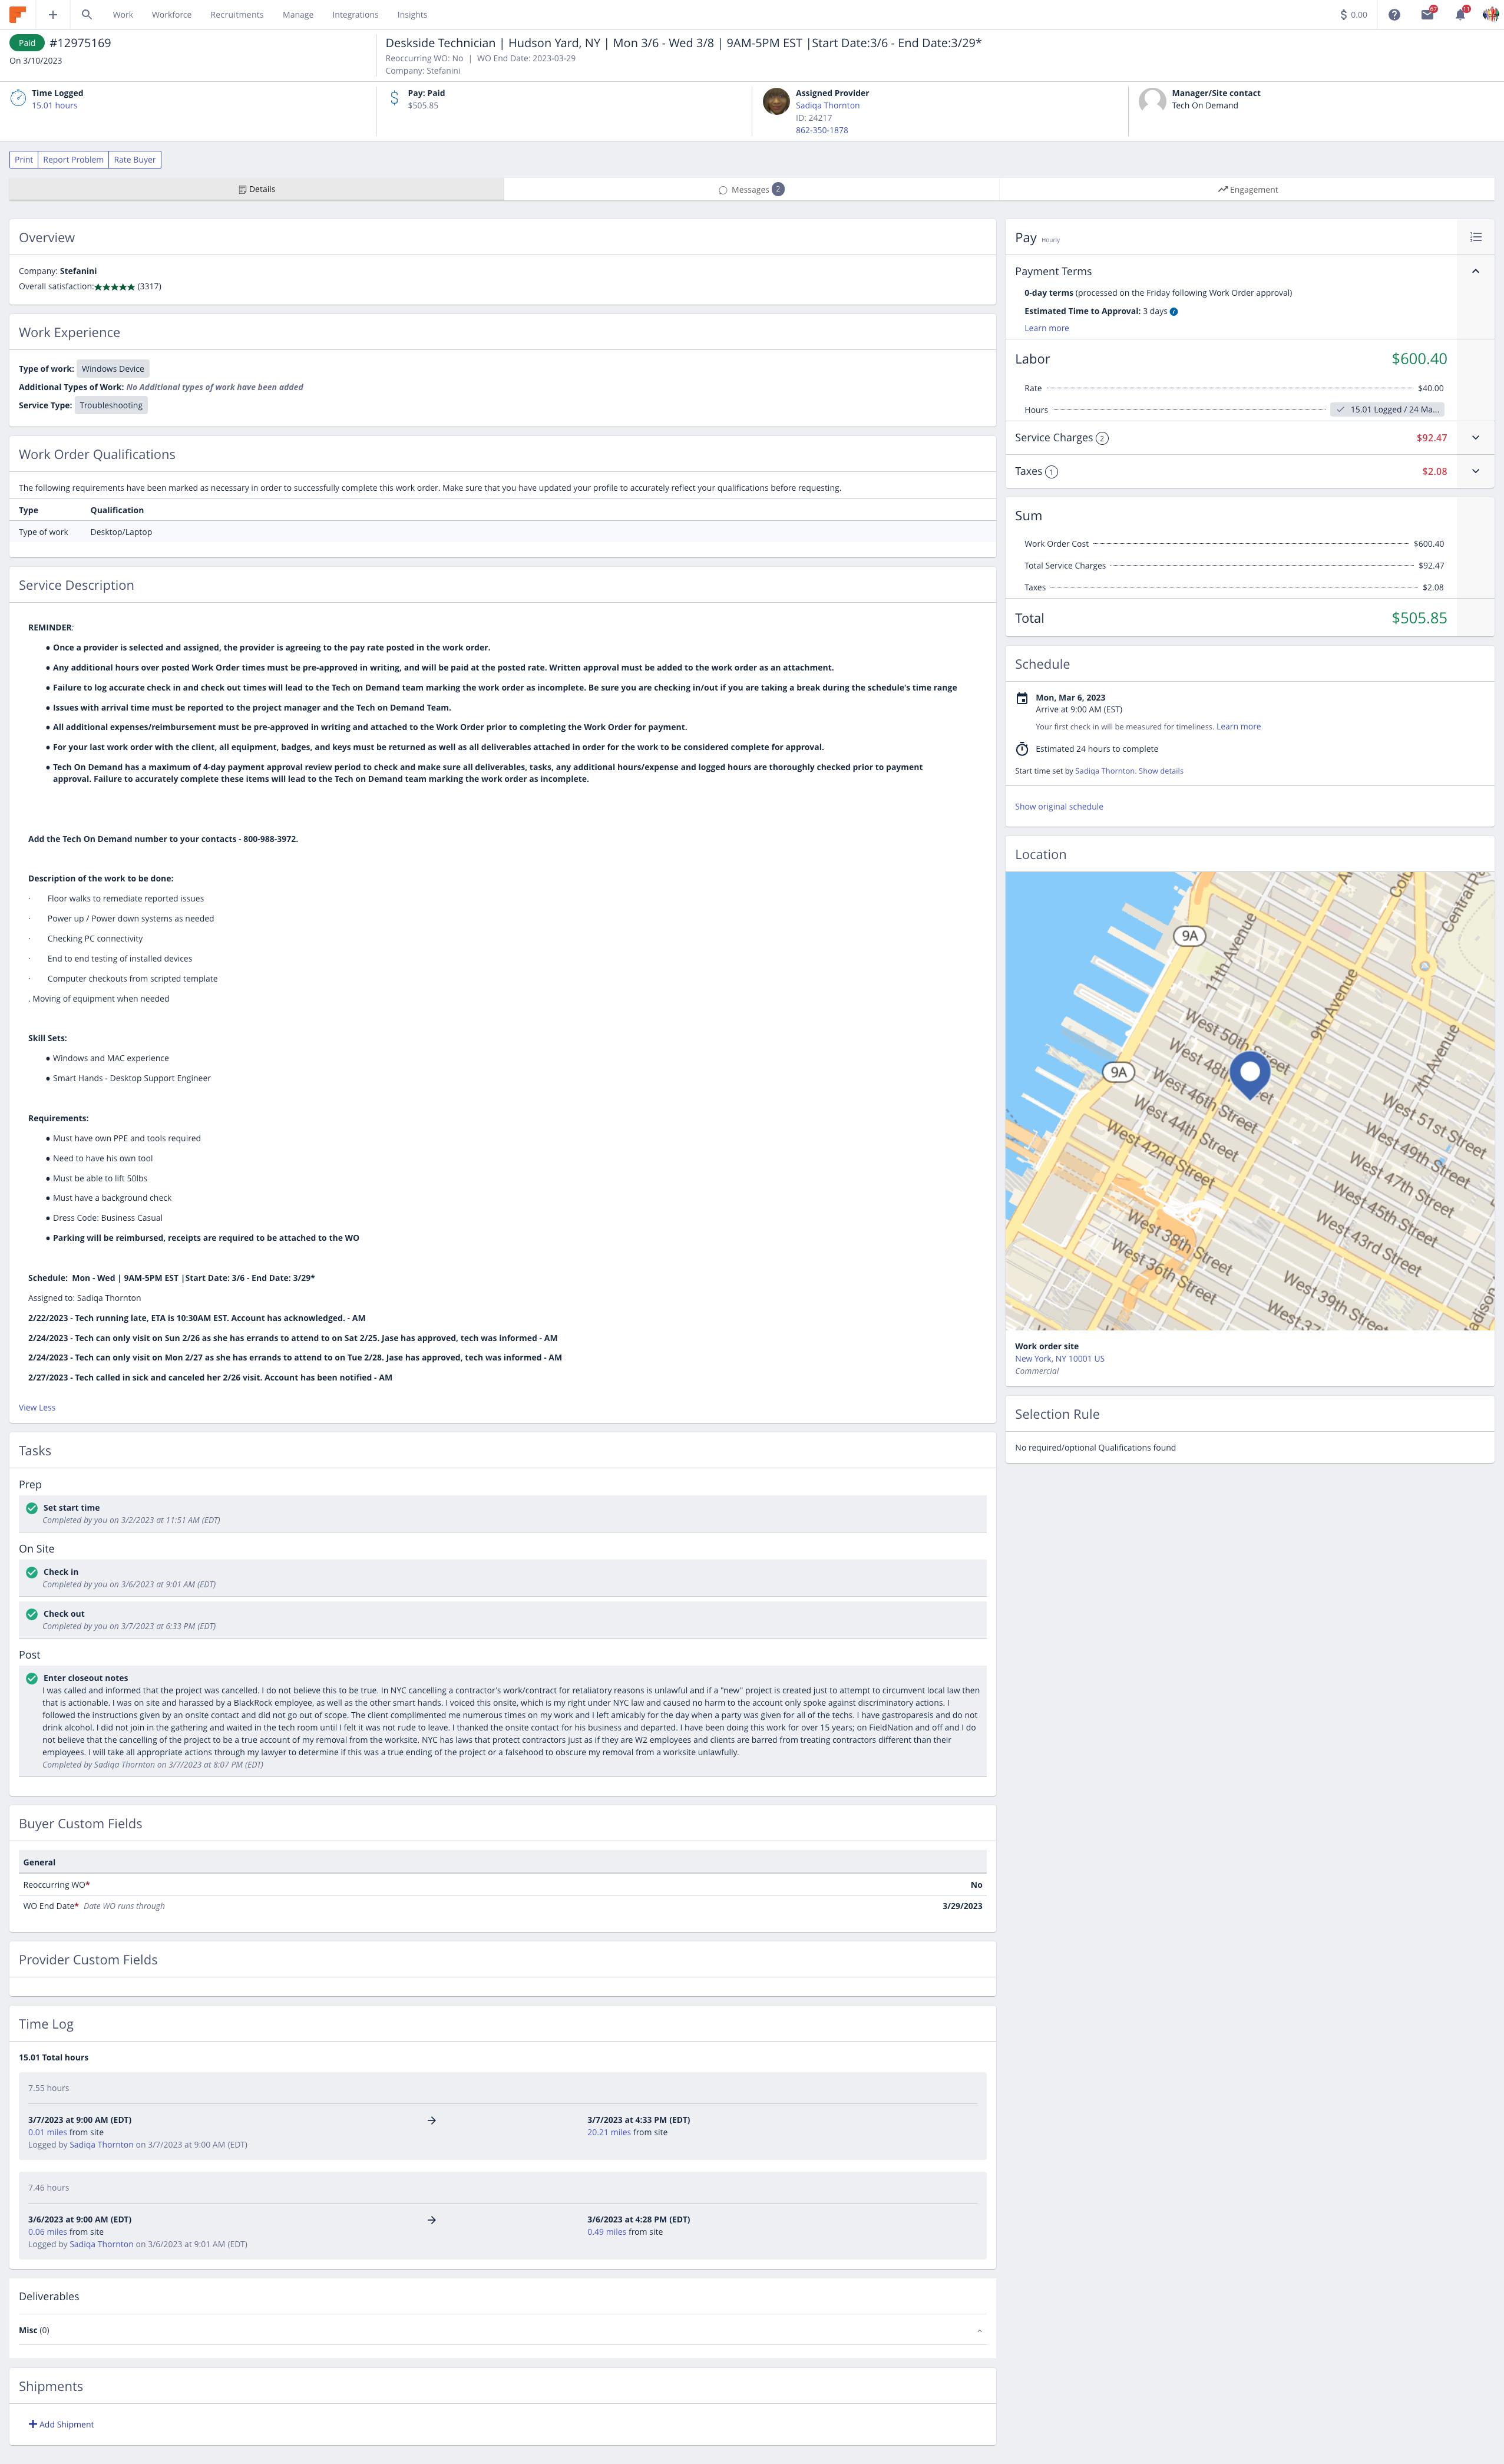 Work Workforce Recruitments Manage Integrations Insights
$ 0.00
Paid #12975169
On 3/10/2023
Deskside Technician | Hudson Yard, NY | Mon 3/6 - Wed 3/8 | 9AM-5PM EST |Start Date:3/6 - End Date:3/29*
Reoccurring WO: No | WO End Date: 2023-03-29
Company: Stefanini
Time Logged
15.01 hours
Pay: Paid
$505.85
Assigned Provider
Sadiqa Thornton
ID: 24217
862-350-1878
Manager/Site contact
Tech On Demand
Print Report Problem Rate Buyer
Details
Messages 2
Engagement
Overview
Company: Stefanini
Overall satisfaction:★★★★★ (3317)
Work Experience
Type of work: Windows Device
Additional Types of Work: No Additional types of work have been added
Service Type: Troubleshooting
Work Order Qualifications
The following requirements have been marked as necessary in order to successfully complete this work order. Make sure that you have updated your profile to accurately reflect your qualifications before requesting.
Type Qualification
Type of work Desktop/Laptop
Service Description
REMINDER:
● Once a provider is selected and assigned, the provider is agreeing to the pay rate posted in the work order.
● Any additional hours over posted Work Order times must be pre-approved in writing, and will be paid at the posted rate. Written approval must be added to the work order as an attachment.
● Failure to log accurate check in and check out times will lead to the Tech on Demand team marking the work order as incomplete. Be sure you are checking in/out if you are taking a break during the schedule's time range
● Issues with arrival time must be reported to the project manager and the Tech on Demand Team.
● All additional expenses/reimbursement must be pre-approved in writing and attached to the Work Order prior to completing the Work Order for payment.
● For your last work order with the client, all equipment, badges, and keys must be returned as well as all deliverables attached in order for the work to be considered complete for approval.
● Tech On Demand has a maximum of 4-day payment approval review period to check and make sure all deliverables, tasks, any additional hours/expense and logged hours are thoroughly checked prior to payment
approval. Failure to accurately complete these items will lead to the Tech on Demand team marking the work order as incomplete.
Add the Tech On Demand number to your contacts - 800-988-3972.
Description of the work to be done:
· Floor walks to remediate reported issues
· Power up / Power down systems as needed
· Checking PC connectivity
· End to end testing of installed devices
· Computer checkouts from scripted template
. Moving of equipment when needed
Skill Sets:
● Windows and MAC experience
● Smart Hands - Desktop Support Engineer
Requirements:
● Must have own PPE and tools required
● Need to have his own tool
● Must be able to lift 50lbs
● Must have a background check
● Dress Code: Business Casual
● Parking will be reimbursed, receipts are required to be attached to the WO
Schedule: Mon - Wed | 9AM-5PM EST |Start Date: 3/6 - End Date: 3/29*
Assigned to: Sadiqa Thornton
2/22/2023 - Tech running late, ETA is 10:30AM EST. Account has acknowledged. - AM
2/24/2023 - Tech can only visit on Sun 2/26 as she has errands to attend to on Sat 2/25. Jase has approved, tech was informed - AM
2/24/2023 - Tech can only visit on Mon 2/27 as she has errands to attend to on Tue 2/28. Jase has approved, tech was informed - AM
2/27/2023 - Tech called in sick and canceled her 2/26 visit. Account has been notified - AM
View Less
Tasks
Prep
Set start time
Completed by you on 3/2/2023 at 11:51 AM (EDT)
On Site
Check in
Completed by you on 3/6/2023 at 9:01 AM (EDT)
Check out
Completed by you on 3/7/2023 at 6:33 PM (EDT)
Post
Enter closeout notes
I was called and informed that the project was cancelled. I do not believe this to be true. In NYC cancelling a contractor's work/contract for retaliatory reasons is unlawful and if a "new" project is created just to attempt to circumvent local law then
that is actionable. I was on site and harassed by a BlackRock employee, as well as the other smart hands. I voiced this onsite, which is my right under NYC law and caused no harm to the account only spoke against discriminatory actions. I
followed the instructions given by an onsite contact and did not go out of scope. The client complimented me numerous times on my work and I left amicably for the day when a party was given for all of the techs. I have gastroparesis and do not
drink alcohol. I did not join in the gathering and waited in the tech room until I felt it was not rude to leave. I thanked the onsite contact for his business and departed. I have been doing this work for over 15 years; on FieldNation and off and I do
not believe that the cancelling of the project to be a true account of my removal from the worksite. NYC has laws that protect contractors just as if they are W2 employees and clients are barred from treating contractors different than their
employees. I will take all appropriate actions through my lawyer to determine if this was a true ending of the project or a falsehood to obscure my removal from a worksite unlawfully.
Completed by Sadiqa Thornton on 3/7/2023 at 8:07 PM (EDT)
Buyer Custom Fields
General
Reoccurring WO* No
WO End Date* Date WO runs through 3/29/2023
Provider Custom Fields
Time Log
15.01 Total hours
7.55 hours
3/7/2023 at 9:00 AM (EDT) 3/7/2023 at 4:33 PM (EDT)
0.01 miles from site 20.21 miles from site
Logged by Sadiqa Thornton on 3/7/2023 at 9:00 AM (EDT)
7.46 hours
3/6/2023 at 9:00 AM (EDT) 3/6/2023 at 4:28 PM (EDT)
0.06 miles from site 0.49 miles from site
Logged by Sadiqa Thornton on 3/6/2023 at 9:01 AM (EDT)
Deliverables
Misc (0)
Shipments
Add Shipment
Pay Hourly
Payment Terms
0-day terms (processed on the Friday following Work Order approval)
Estimated Time to Approval: 3 days
Learn more
Labor $600.40
Rate $40.00
Hours 15.01 Logged / 24 Ma...
Service Charges 2 $92.47
Taxes 1 $2.08
Sum
Work Order Cost $600.40
Total Service Charges $92.47
Taxes $2.08
Total $505.85
Schedule
Mon, Mar 6, 2023
Arrive at 9:00 AM (EST)
Your first check in will be measured for timeliness. Learn more
Estimated 24 hours to complete
Start time set by Sadiqa Thornton. Show details
Show original schedule
Location
9A
11th Avenue
9th Avenue
7th Avenue
West 50th Street
West 48th Street
West 46th Street
West 44th Street
West 42nd Street
West 38th Street
West 36th Street
West 51st Street
West 49th Street
West 47th Street
West 45th Street
West 43rd Street
West 39th Street
9A
Work order site
New York, NY 10001 US
Commercial
Selection Rule
No required/optional Qualifications found